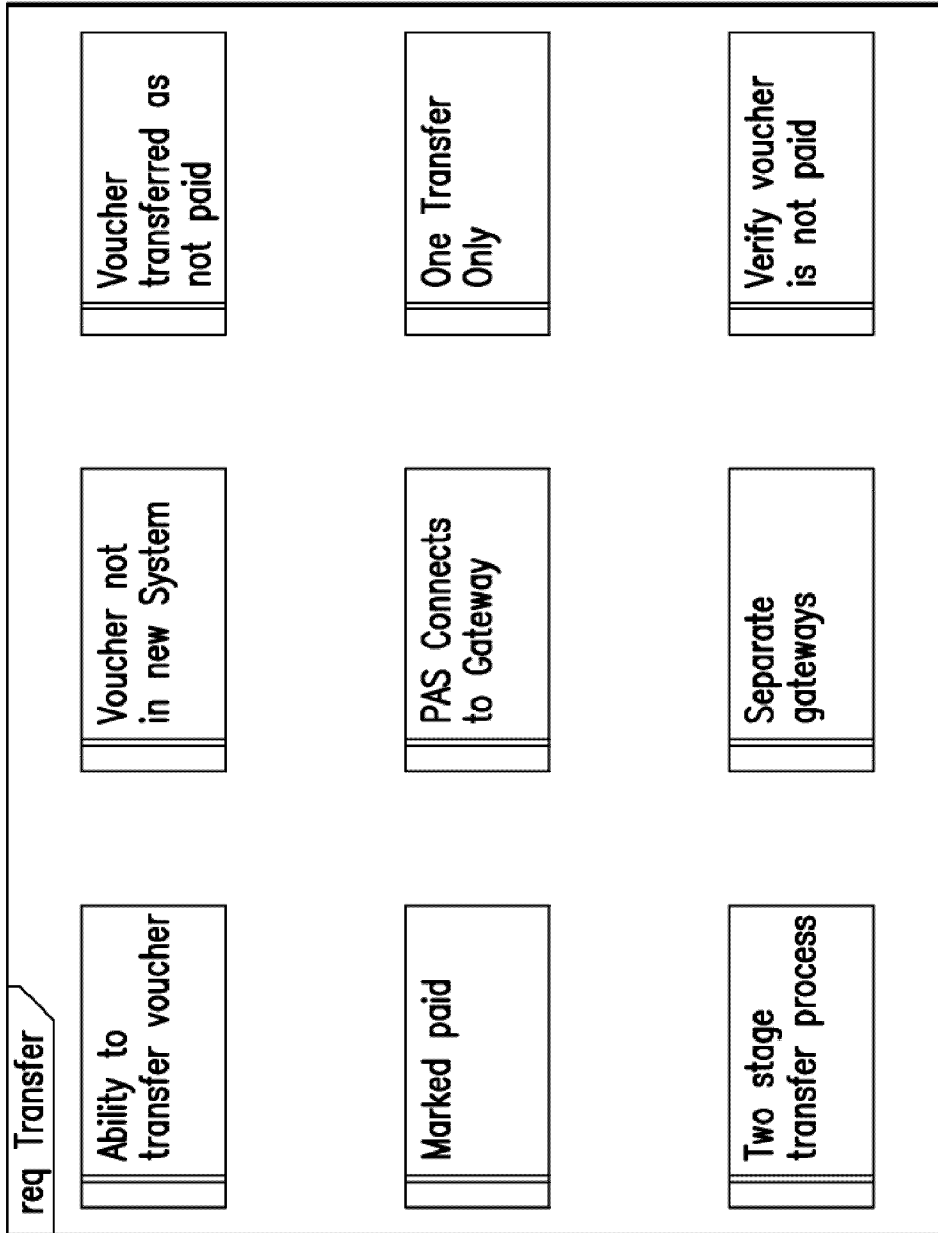 req Transfer
Ability to
transfer voucher
Voucher not
in new System
Voucher
transferred as
not paid
Marked paid
PAS Connects
to Gateway
One Transfer
Only
Two stage
transfer process
Separate
gateways
Verify voucher
is not paid